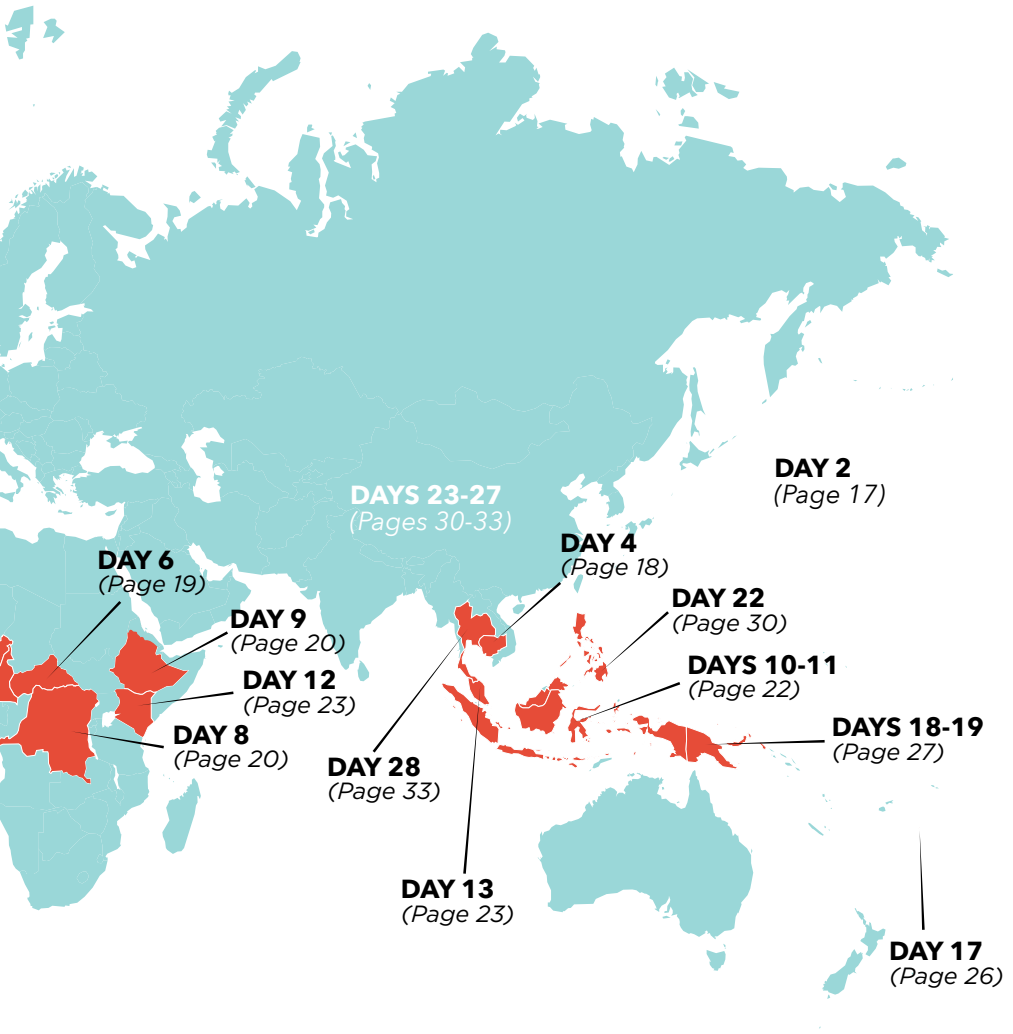 DAY 2
(Page 17)
DAYS 23-27
(Pages 30-33)
DAY 4
(Page 18)
DAY 6
(Page 19)
DAY 22
(Page 30)
DAY 9
(Page 20)
DAYS 10-11
(Page 22)
DAY 12
(Page 23)
DAYS 18-19
(Page 27)
DAY 8
(Page 20)
DAY 28
(Page 33)
DAY 13
(Page 23)
DAY 17
(Page 26)